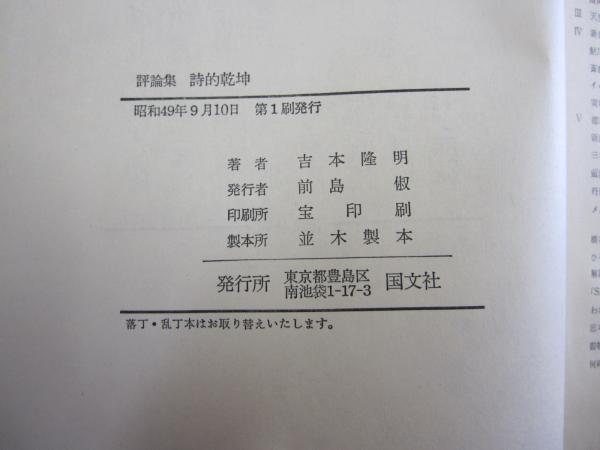 評論集 詩的乾坤
昭和49年9月10日 第1刷発行
著者 吉本隆明
発行者 前島俶
印刷所 宝印刷
製本所 並木製本
発行所 東京都豊島区南池袋1-17-3 国文社
落丁・乱丁本はお取り替えいたします。
III
IV
V